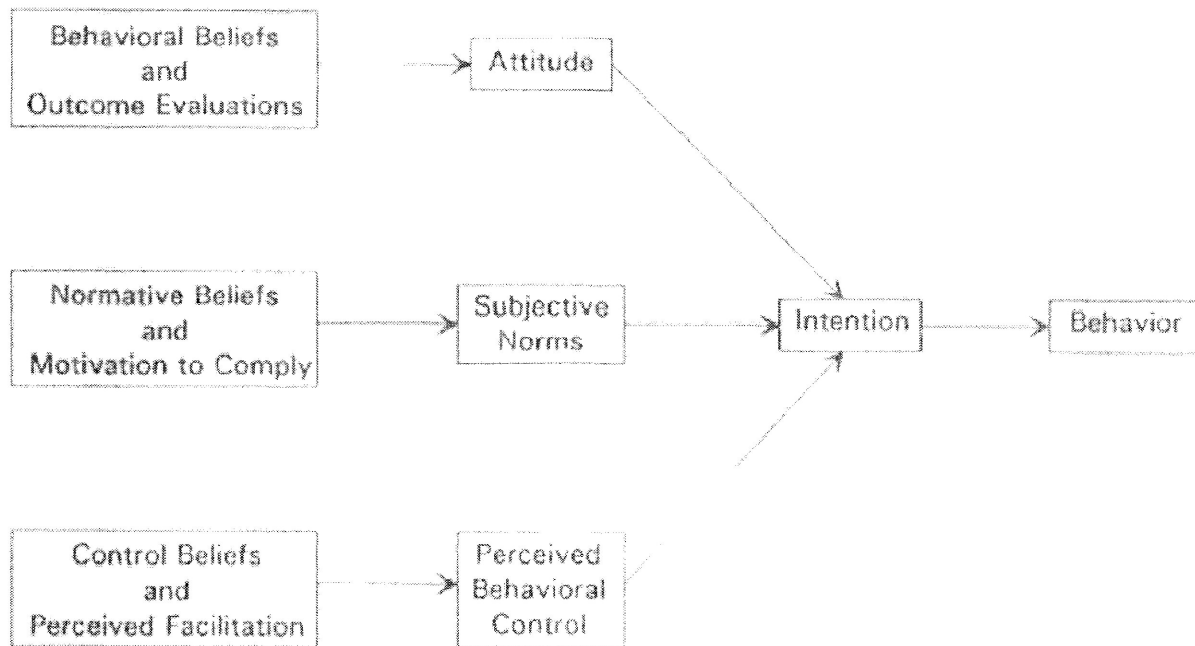 Behavioral Beliefs
and
Outcome Evaluations
Attitude
Normative Beliefs
and
Motivation to Comply
Subjective
Norms
Intention
Behavior
Control Beliefs
and
Perceived Facilitation
Perceived
Behavioral
Control